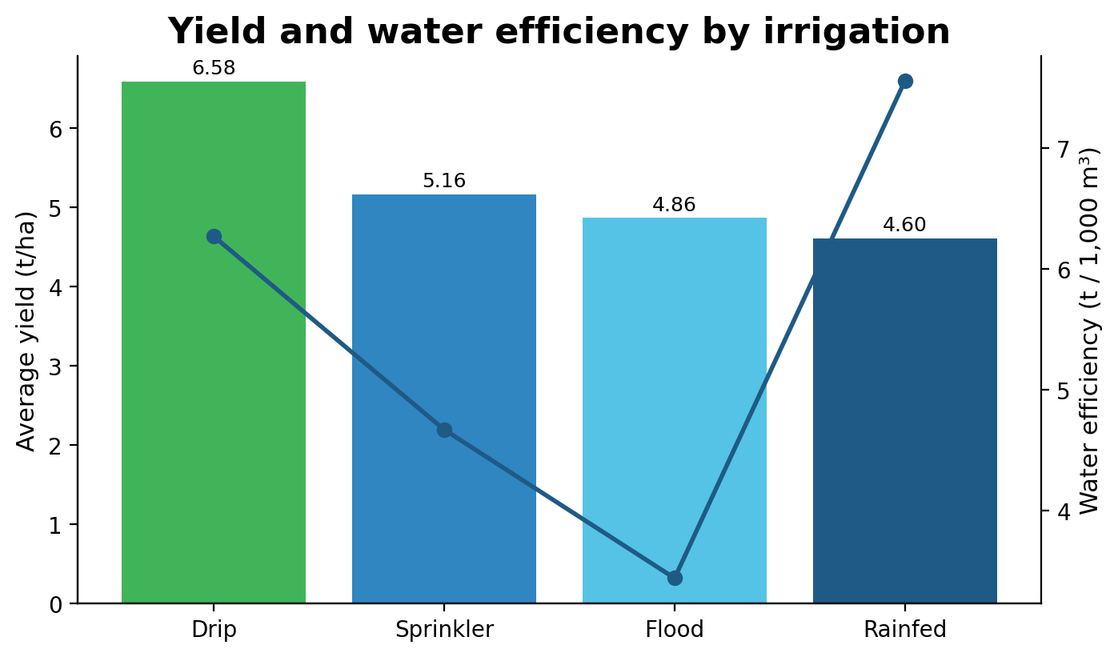 Yield and water efficiency by irrigation
6.58
5.16
4.86
4.60
Average yield (t/ha)
6
5
4
3
2
1
0
7
6
5
4
Water efficiency (t / 1,000 m³)
Drip
Sprinkler
Flood
Rainfed